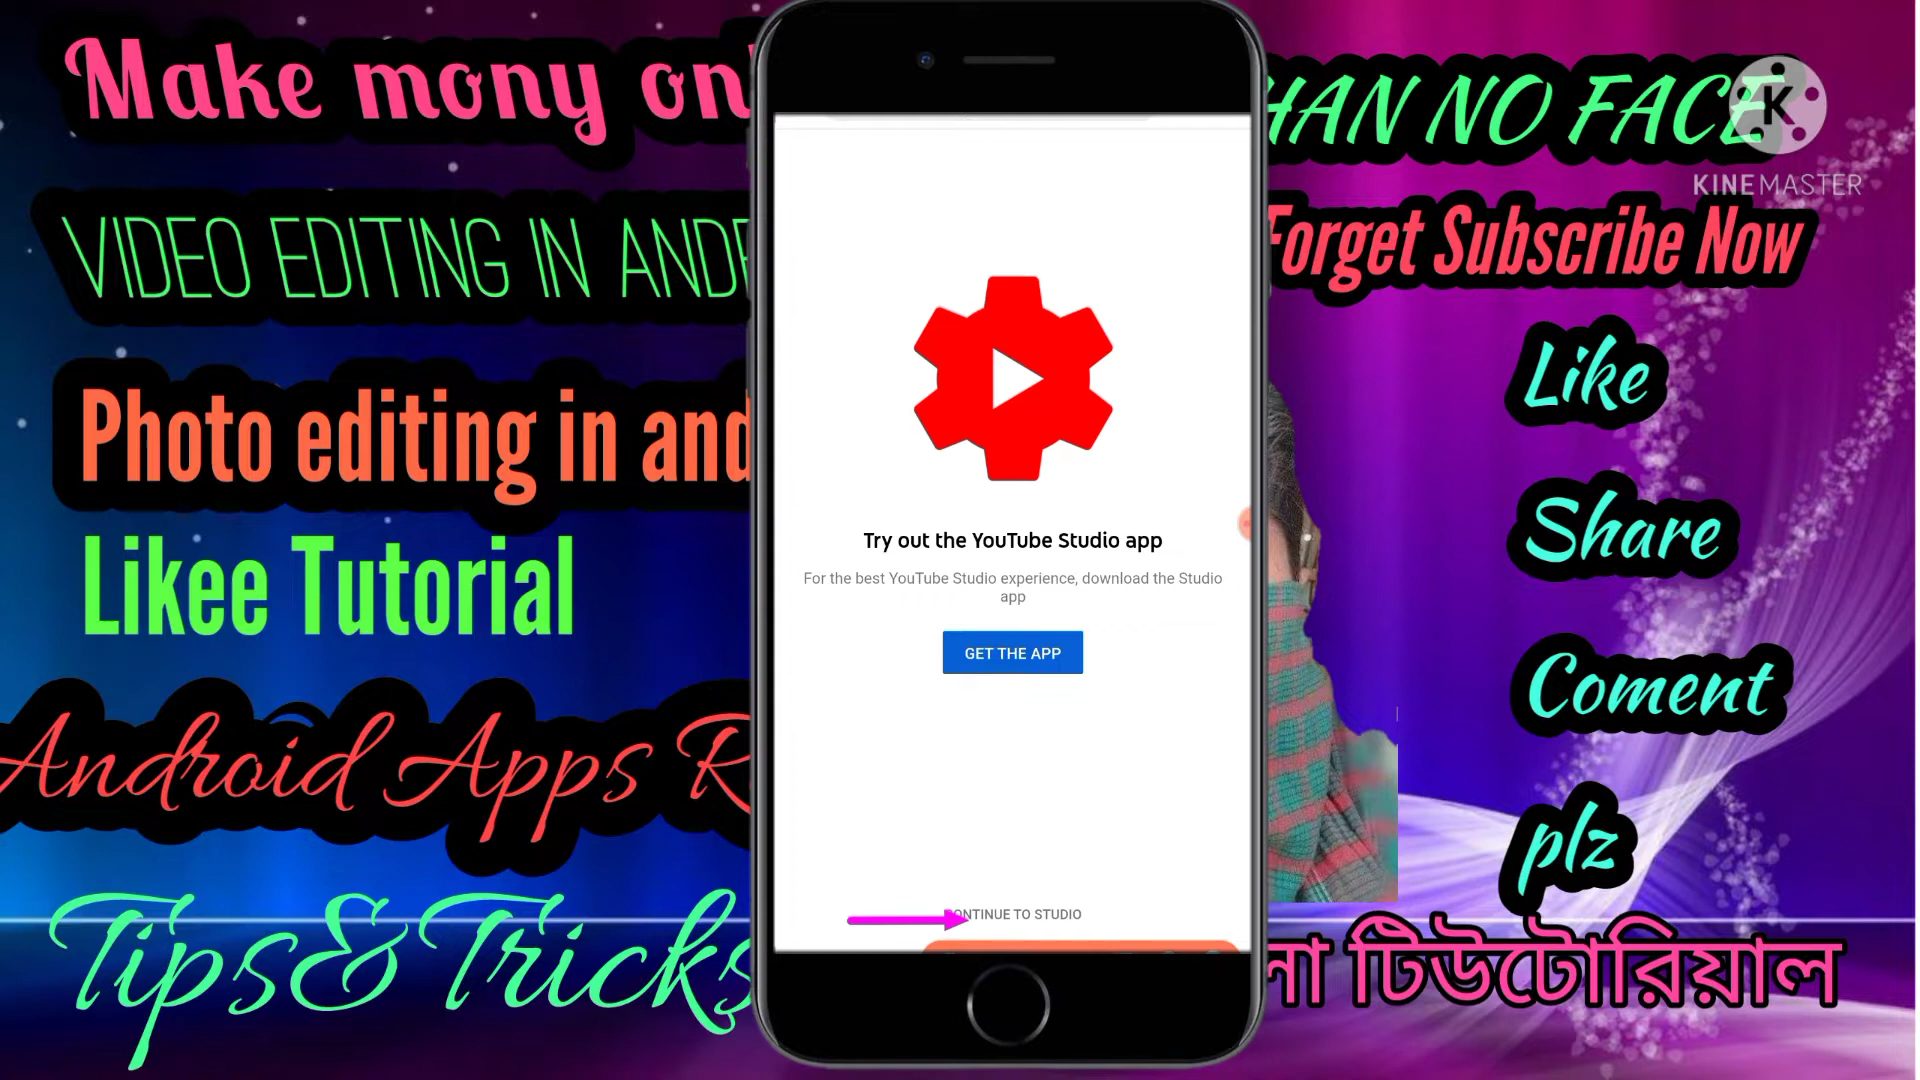 Make mony on
VIDEO EDITING IN AND
Photo editing in and
Likee Tutorial
Android Apps R
Tips&Tricks
Try out the YouTube Studio app
For the best YouTube Studio experience, download the Studio
app
GET THE APP
CONTINUE TO STUDIO
HAN NO FACE
K
KINEMASTER
Forget Subscribe Now
Like
Share
Coment
plz
লা টিউটোরিয়াল